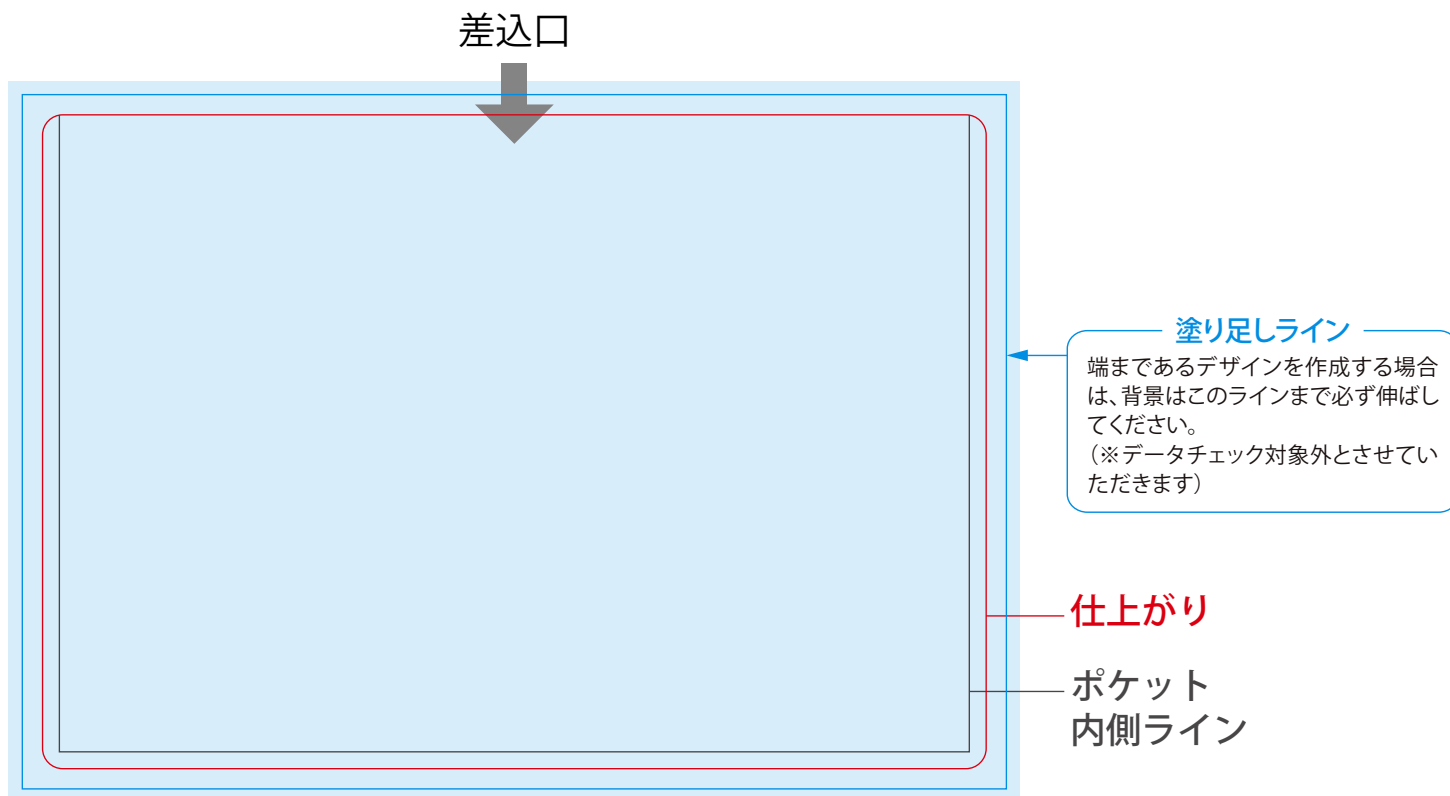 差込口
塗り足しライン
端まであるデザインを作成する場合
は、背景はこのラインまで必ず伸ばし
てください。
（※データチェック対象外とさせてい
ただきます）
仕上がり
ポケット
内側ライン